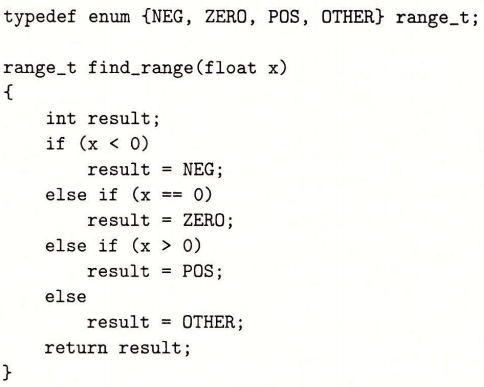 typedef enum {NEG, ZERO, POS, OTHER} range_t;
range_t find_range(float x)
{
    int result;
    if (x < 0)
        result = NEG;
    else if (x == 0)
        result = ZERO;
    else if (x > 0)
        result = POS;
    else
        result = OTHER;
    return result;
}